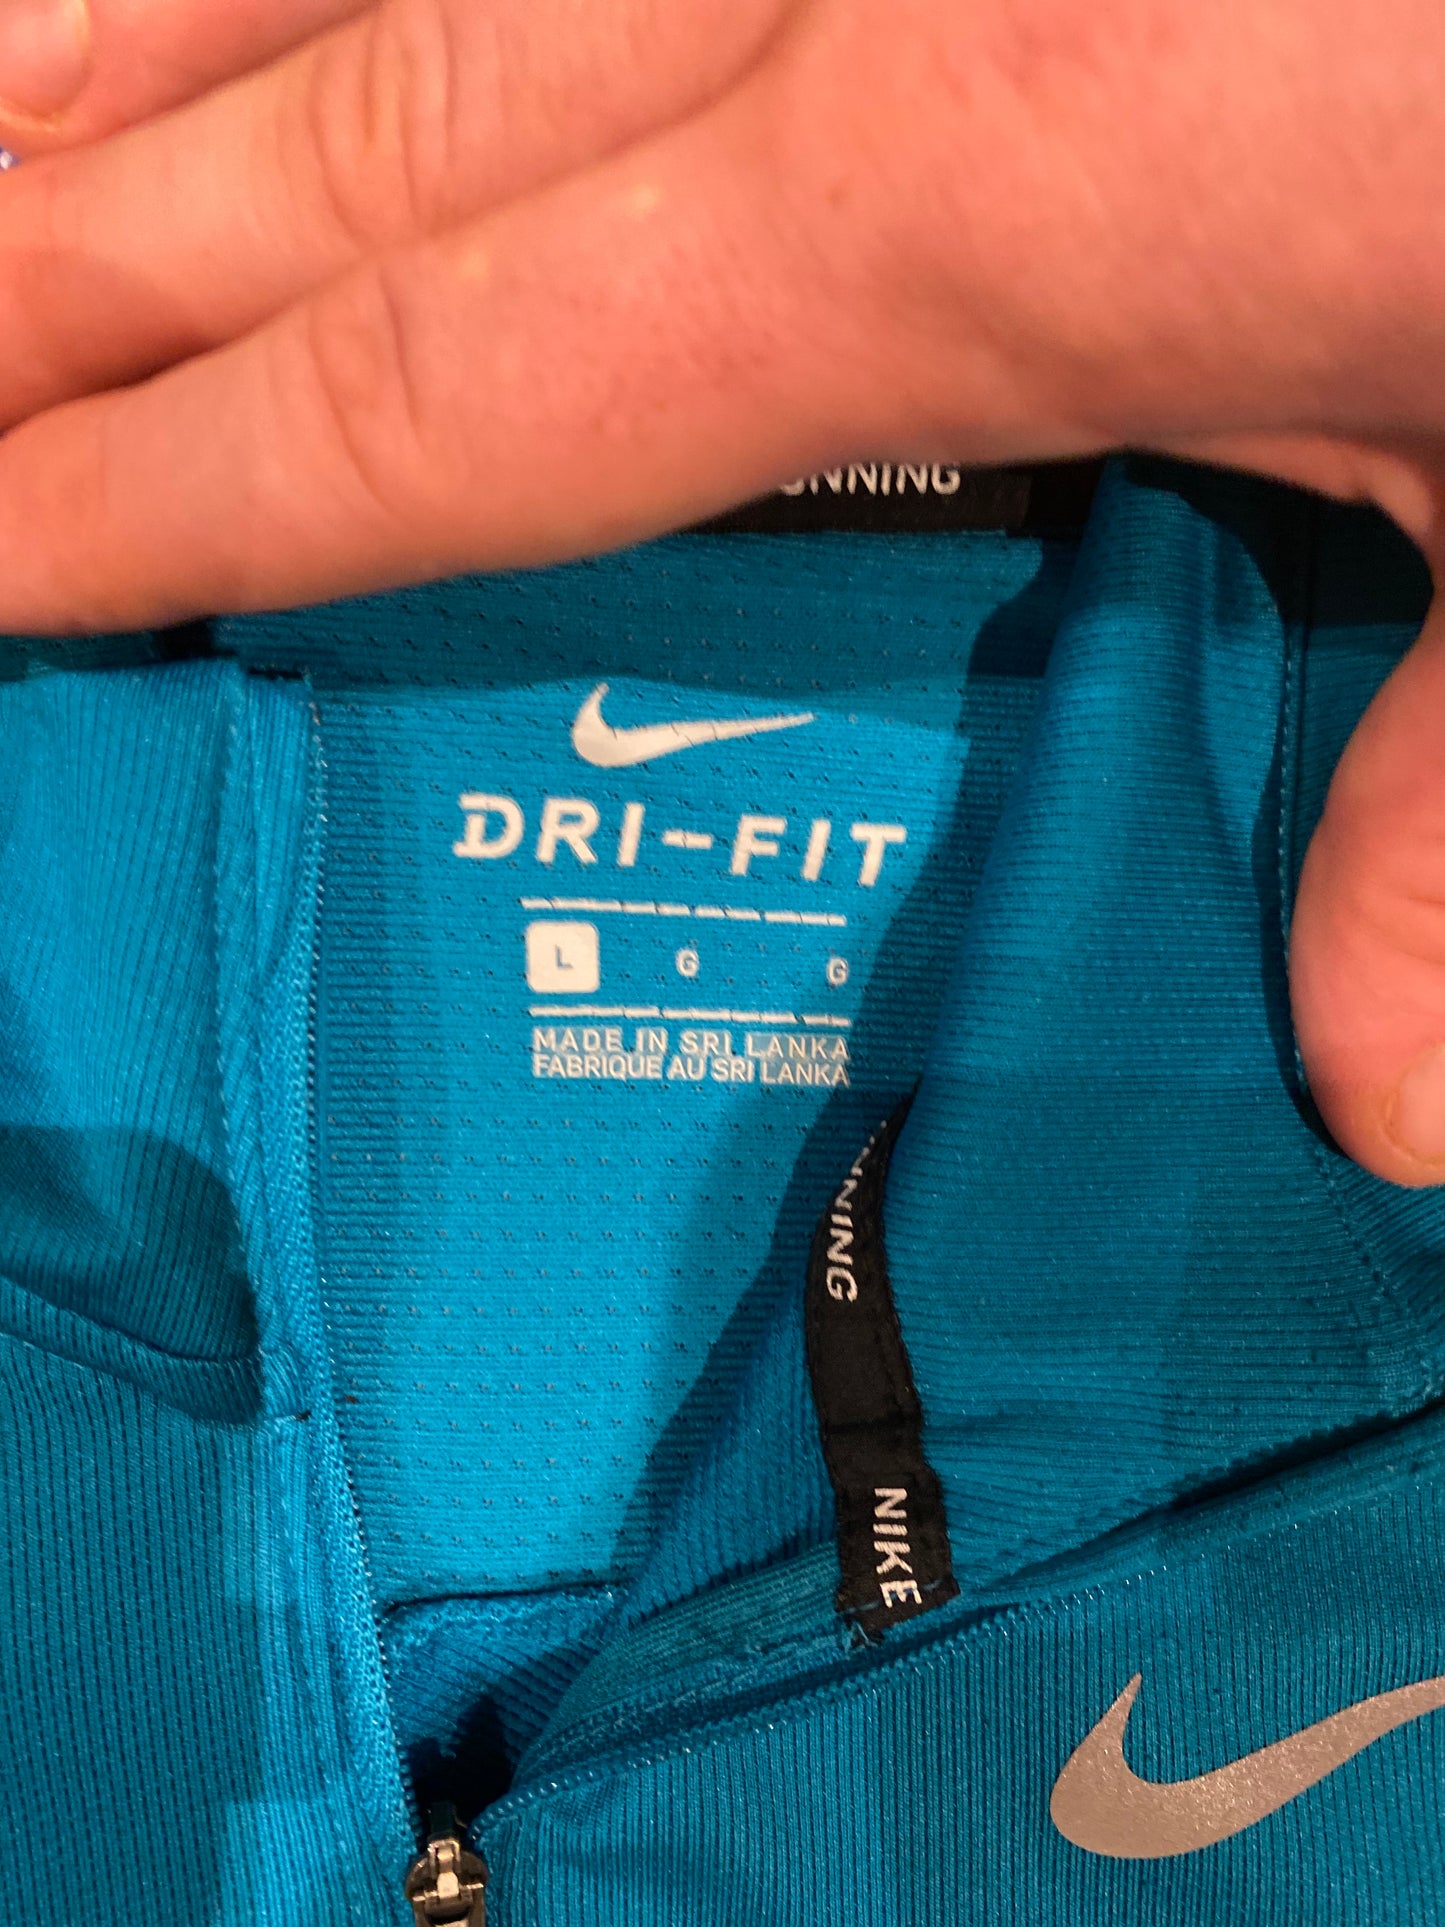 DRI-FIT
L G G
MADE IN SRI LANKA
FABRIQUE AU SRI LANKA
NIKE